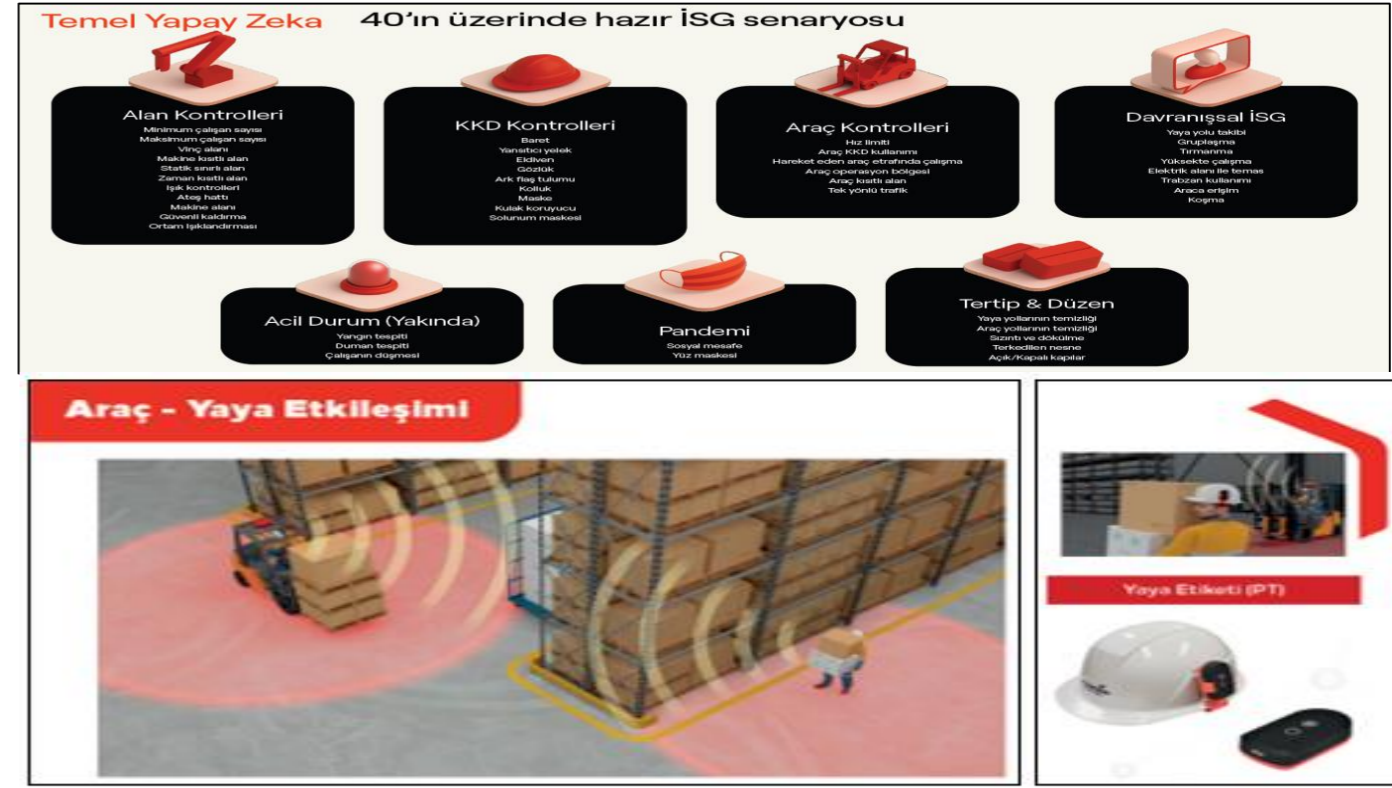 Temel Yapay Zeka 40'ın üzerinde hazır İSG senaryosu
Alan Kontrolleri
Minimum çalışan sayısı
Maksimum çalışan sayısı
Vinç alanı
Makine kısıtlı alan
Statik sınırlı alan
Zaman kısıtlı alan
Işık kontrolleri
Ateş hattı
Makine alanı
Güvenli kaldırma
Ortam Işıklandırması
KKD Kontrolleri
Baret
Yansıtıcı yelek
Eldiven
Gözlük
Ark flaş tulumu
Kolluk
Maske
Kulak koruyucu
Solunum maskesi
Araç Kontrolleri
Hız limiti
Araç KKD kullanımı
Hareket eden araç etrafında çalışma
Araç operasyon bölgesi
Araç kısıtlı alan
Tek yönlü trafik
Davranışsal İSG
Yaya yolu takibi
Gruplaşma
Tırmanma
Yüksekte çalışma
Elektrik alanı ile temas
Trabzan kullanımı
Araca erişim
Koşma
Acil Durum (Yakında)
Yangın tespiti
Duman tespiti
Çalışanın düşmesi
Pandemi
Sosyal mesafe
Yüz maskesi
Tertip & Düzen
Yaya yollarının temizliği
Araç yollarının temizliği
Sızıntı ve dökülme
Terkedilen nesne
Açık/Kapalı kapılar
Araç - Yaya Etkileşimi
Yaya Etiketi (PT)